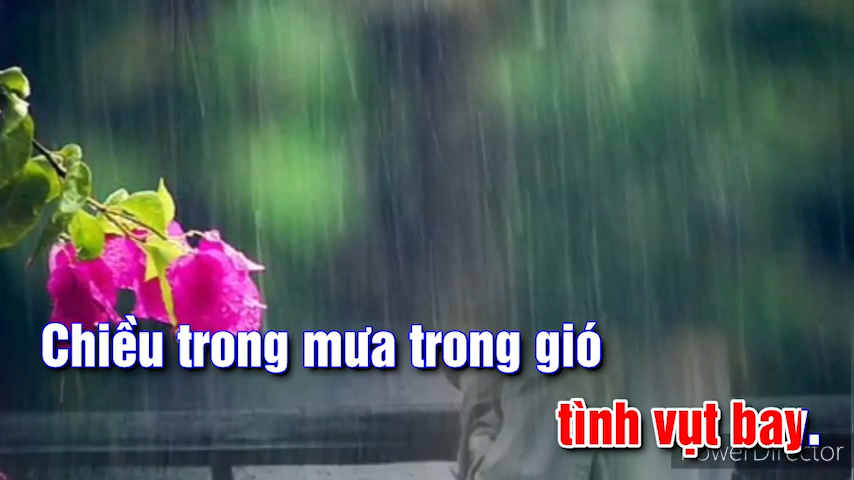 Chiều trong mưa trong gió
tình vụt bay.
PowerDirector